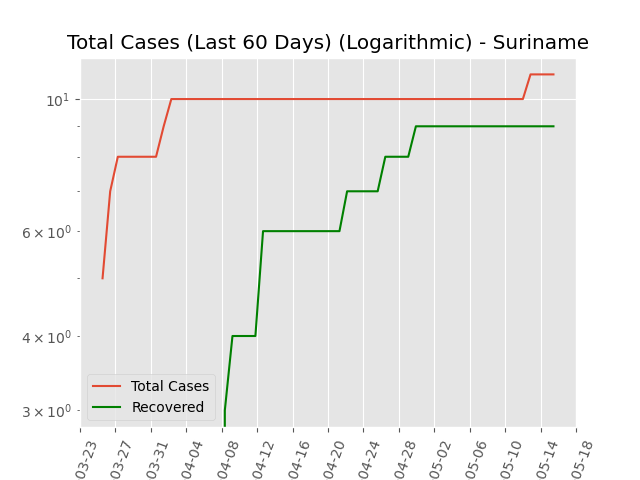 Total Cases (Last 60 Days) (Logarithmic) - Suriname
10¹
6 × 10⁰
4 × 10⁰
3 × 10⁰
Total Cases
Recovered
03-23 03-27 03-31 04-04 04-08 04-12 04-16 04-20 04-24 04-28 05-02 05-06 05-10 05-14 05-18